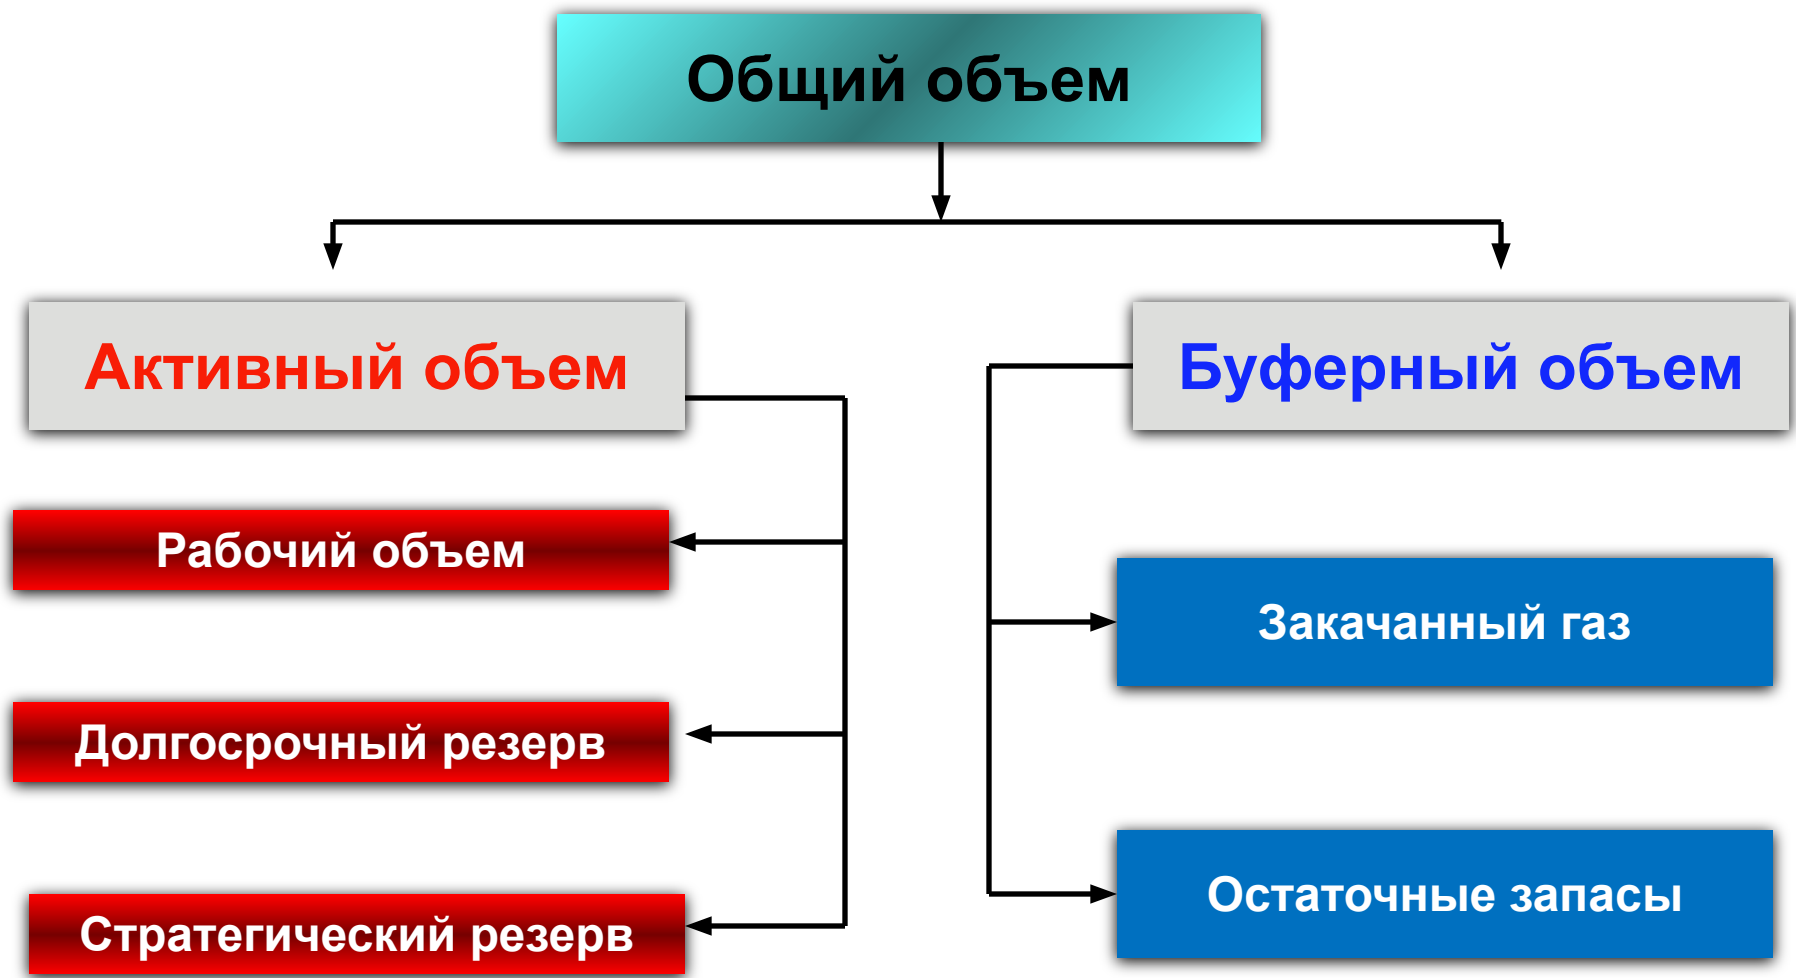 Общий объем
Активный объем
Буферный объем
Рабочий объем
Закачанный газ
Долгосрочный резерв
Остаточные запасы
Стратегический резерв